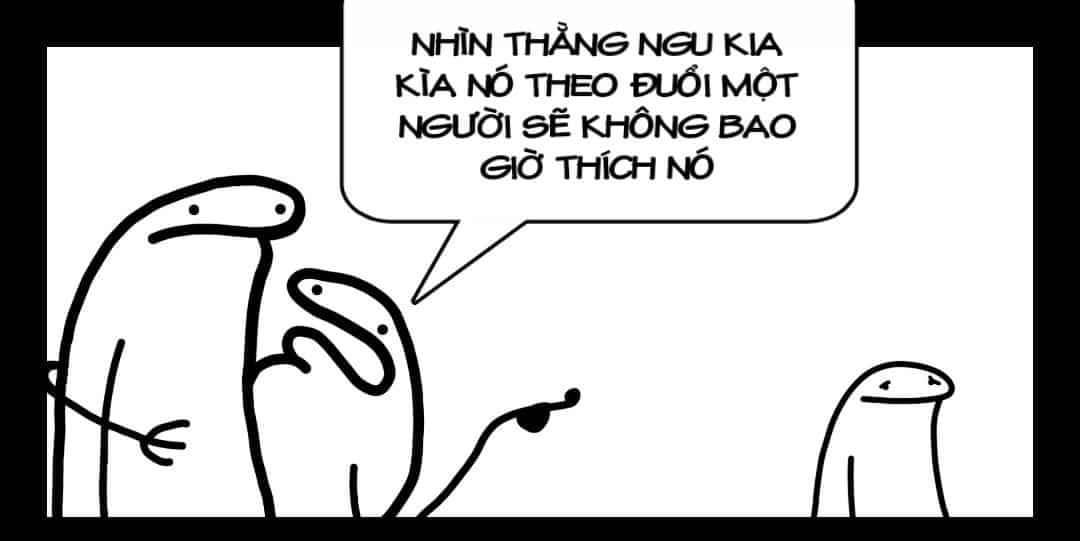 NHÌN THẰNG NGU KIA
KÌA NÓ THEO ĐUỔI MỘT
NGƯỜI SẼ KHÔNG BAO
GIỜ THÍCH NÓ